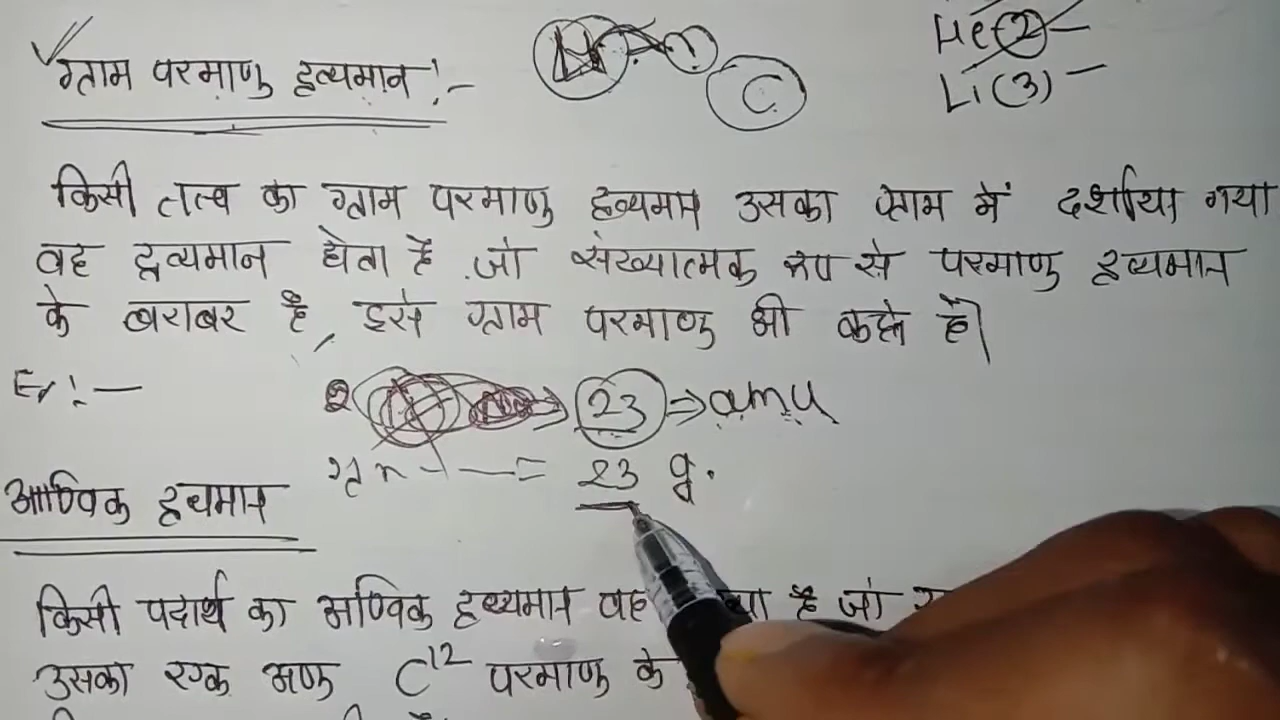 ग्राम परमाणु द्रव्यमान :-
C
He (2) -
Li (3) -
किसी तत्व का ग्राम परमाणु द्रव्यमान उसका ग्राम में दर्शाया गया
वह द्रव्यमान होता है जो संख्यात्मक रूप से परमाणु द्रव्यमान
के बराबर है, इसे ग्राम परमाणु भी कहते हैं।
Ex:-
23 ⇒ amu
= 23 g.
आण्विक द्रव्यमान
किसी पदार्थ का अण्विक द्रव्यमान वह है जो
उसका एक अणु C12 परमाणु के